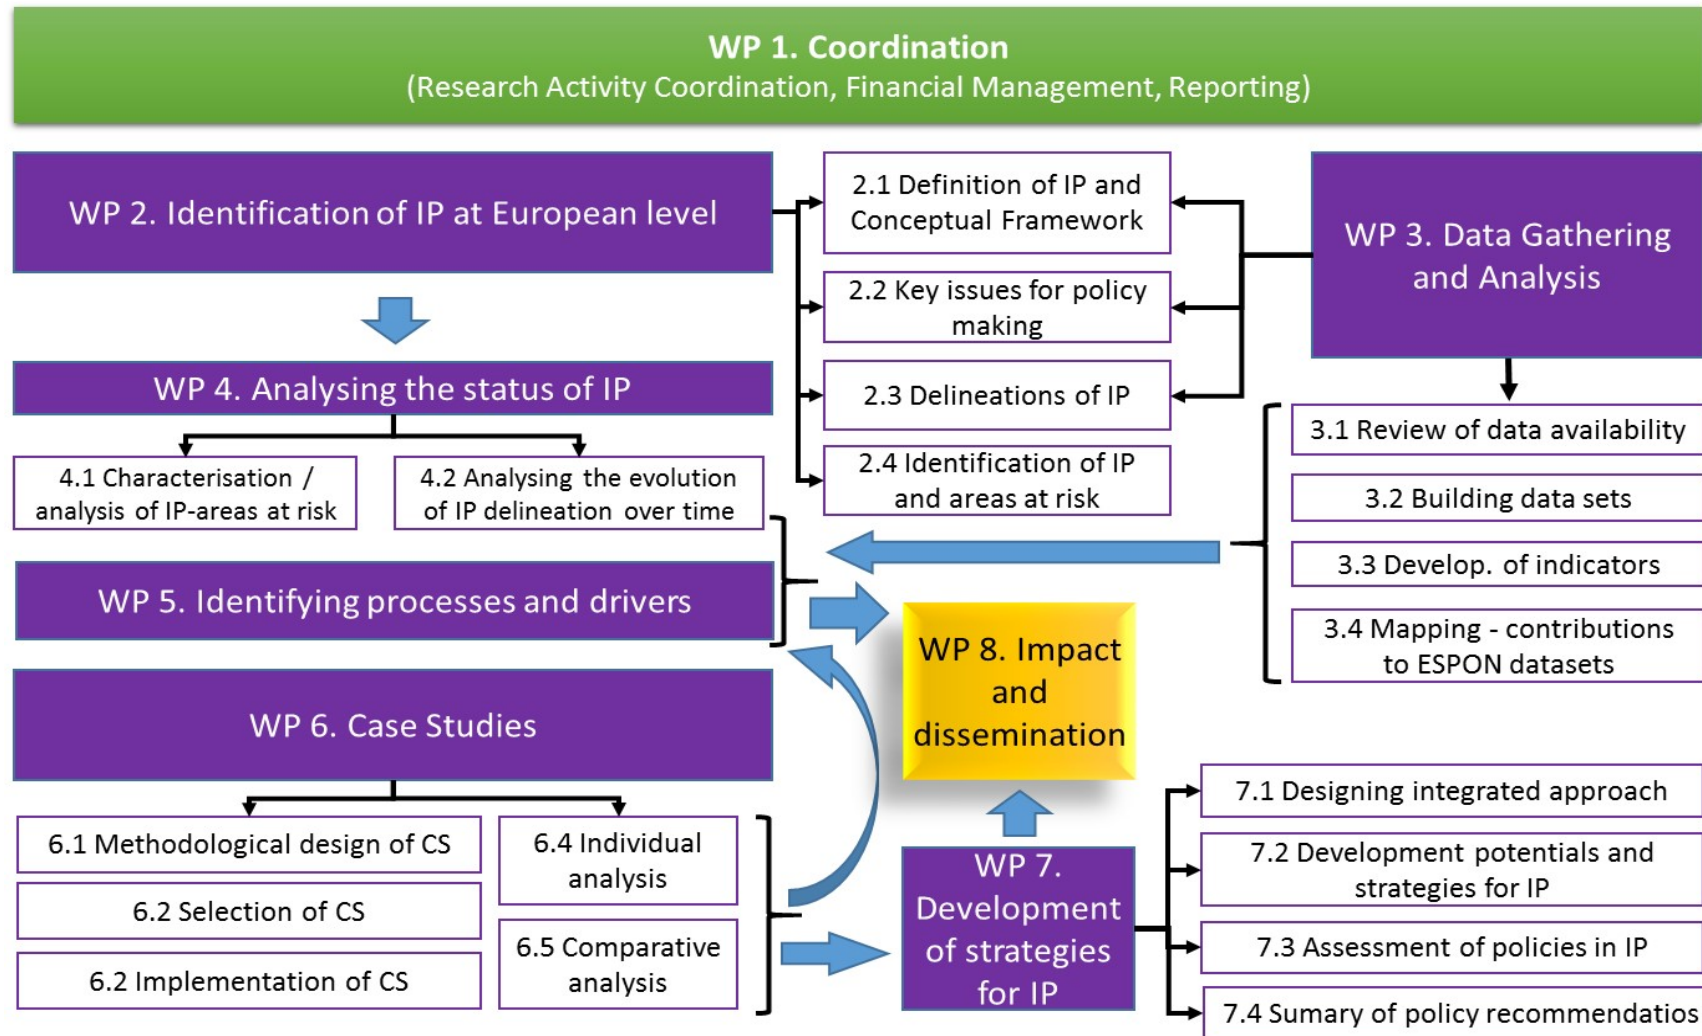 WP 1. Coordination
(Research Activity Coordination, Financial Management, Reporting)
WP 2. Identification of IP at European level
2.1 Definition of IP and
Conceptual Framework
2.2 Key issues for policy
making
2.3 Delineations of IP
2.4 Identification of IP
and areas at risk
WP 3. Data Gathering
and Analysis
3.1 Review of data availability
3.2 Building data sets
3.3 Develop. of indicators
3.4 Mapping - contributions
to ESPON datasets
WP 4. Analysing the status of IP
4.1 Characterisation /
analysis of IP-areas at risk
4.2 Analysing the evolution
of IP delineation over time
WP 5. Identifying processes and drivers
WP 6. Case Studies
6.1 Methodological design of CS
6.2 Selection of CS
6.2 Implementation of CS
6.4 Individual
analysis
6.5 Comparative
analysis
WP 8. Impact
and
dissemination
WP 7.
Development
of strategies
for IP
7.1 Designing integrated approach
7.2 Development potentials and
strategies for IP
7.3 Assessment of policies in IP
7.4 Sumary of policy recommendatios